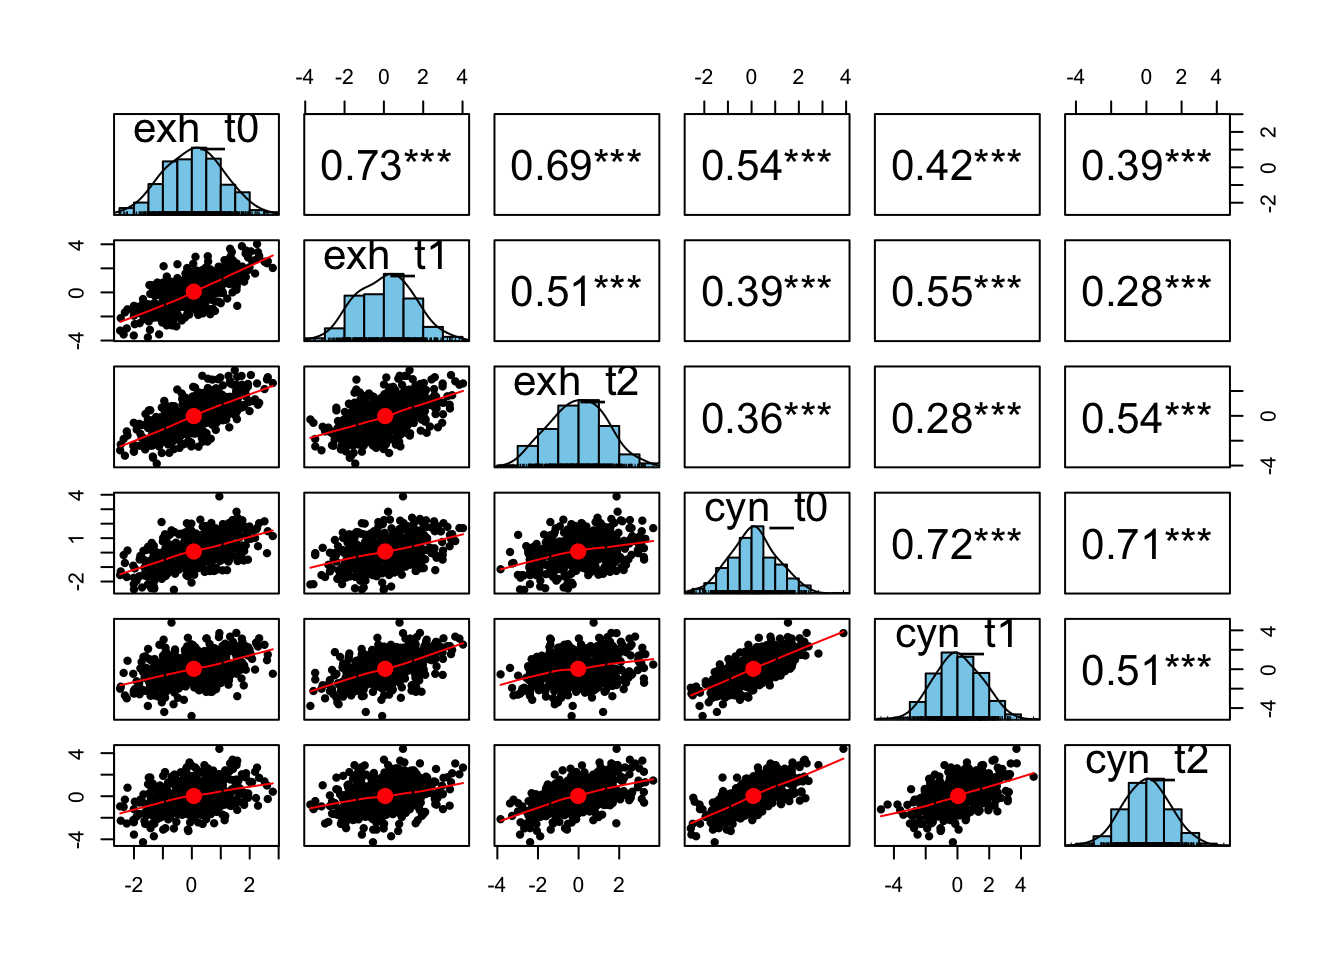 -4 -2 0 2 4 -2 0 2 4 -4 0 2 4
exh_t0 0.73*** 0.69*** 0.54*** 0.42*** 0.39*** -2 0 2
-4 0 4 exh_t1 0.51*** 0.39*** 0.55*** 0.28***
exh_t2 0.36*** 0.28*** 0.54*** -4 0
-2 1 4 cyn_t0 0.72*** 0.71***
cyn_t1 0.51*** -4 0 4
-4 0 4 cyn_t2
-2 0 2 -4 -2 0 2 -4 0 2 4